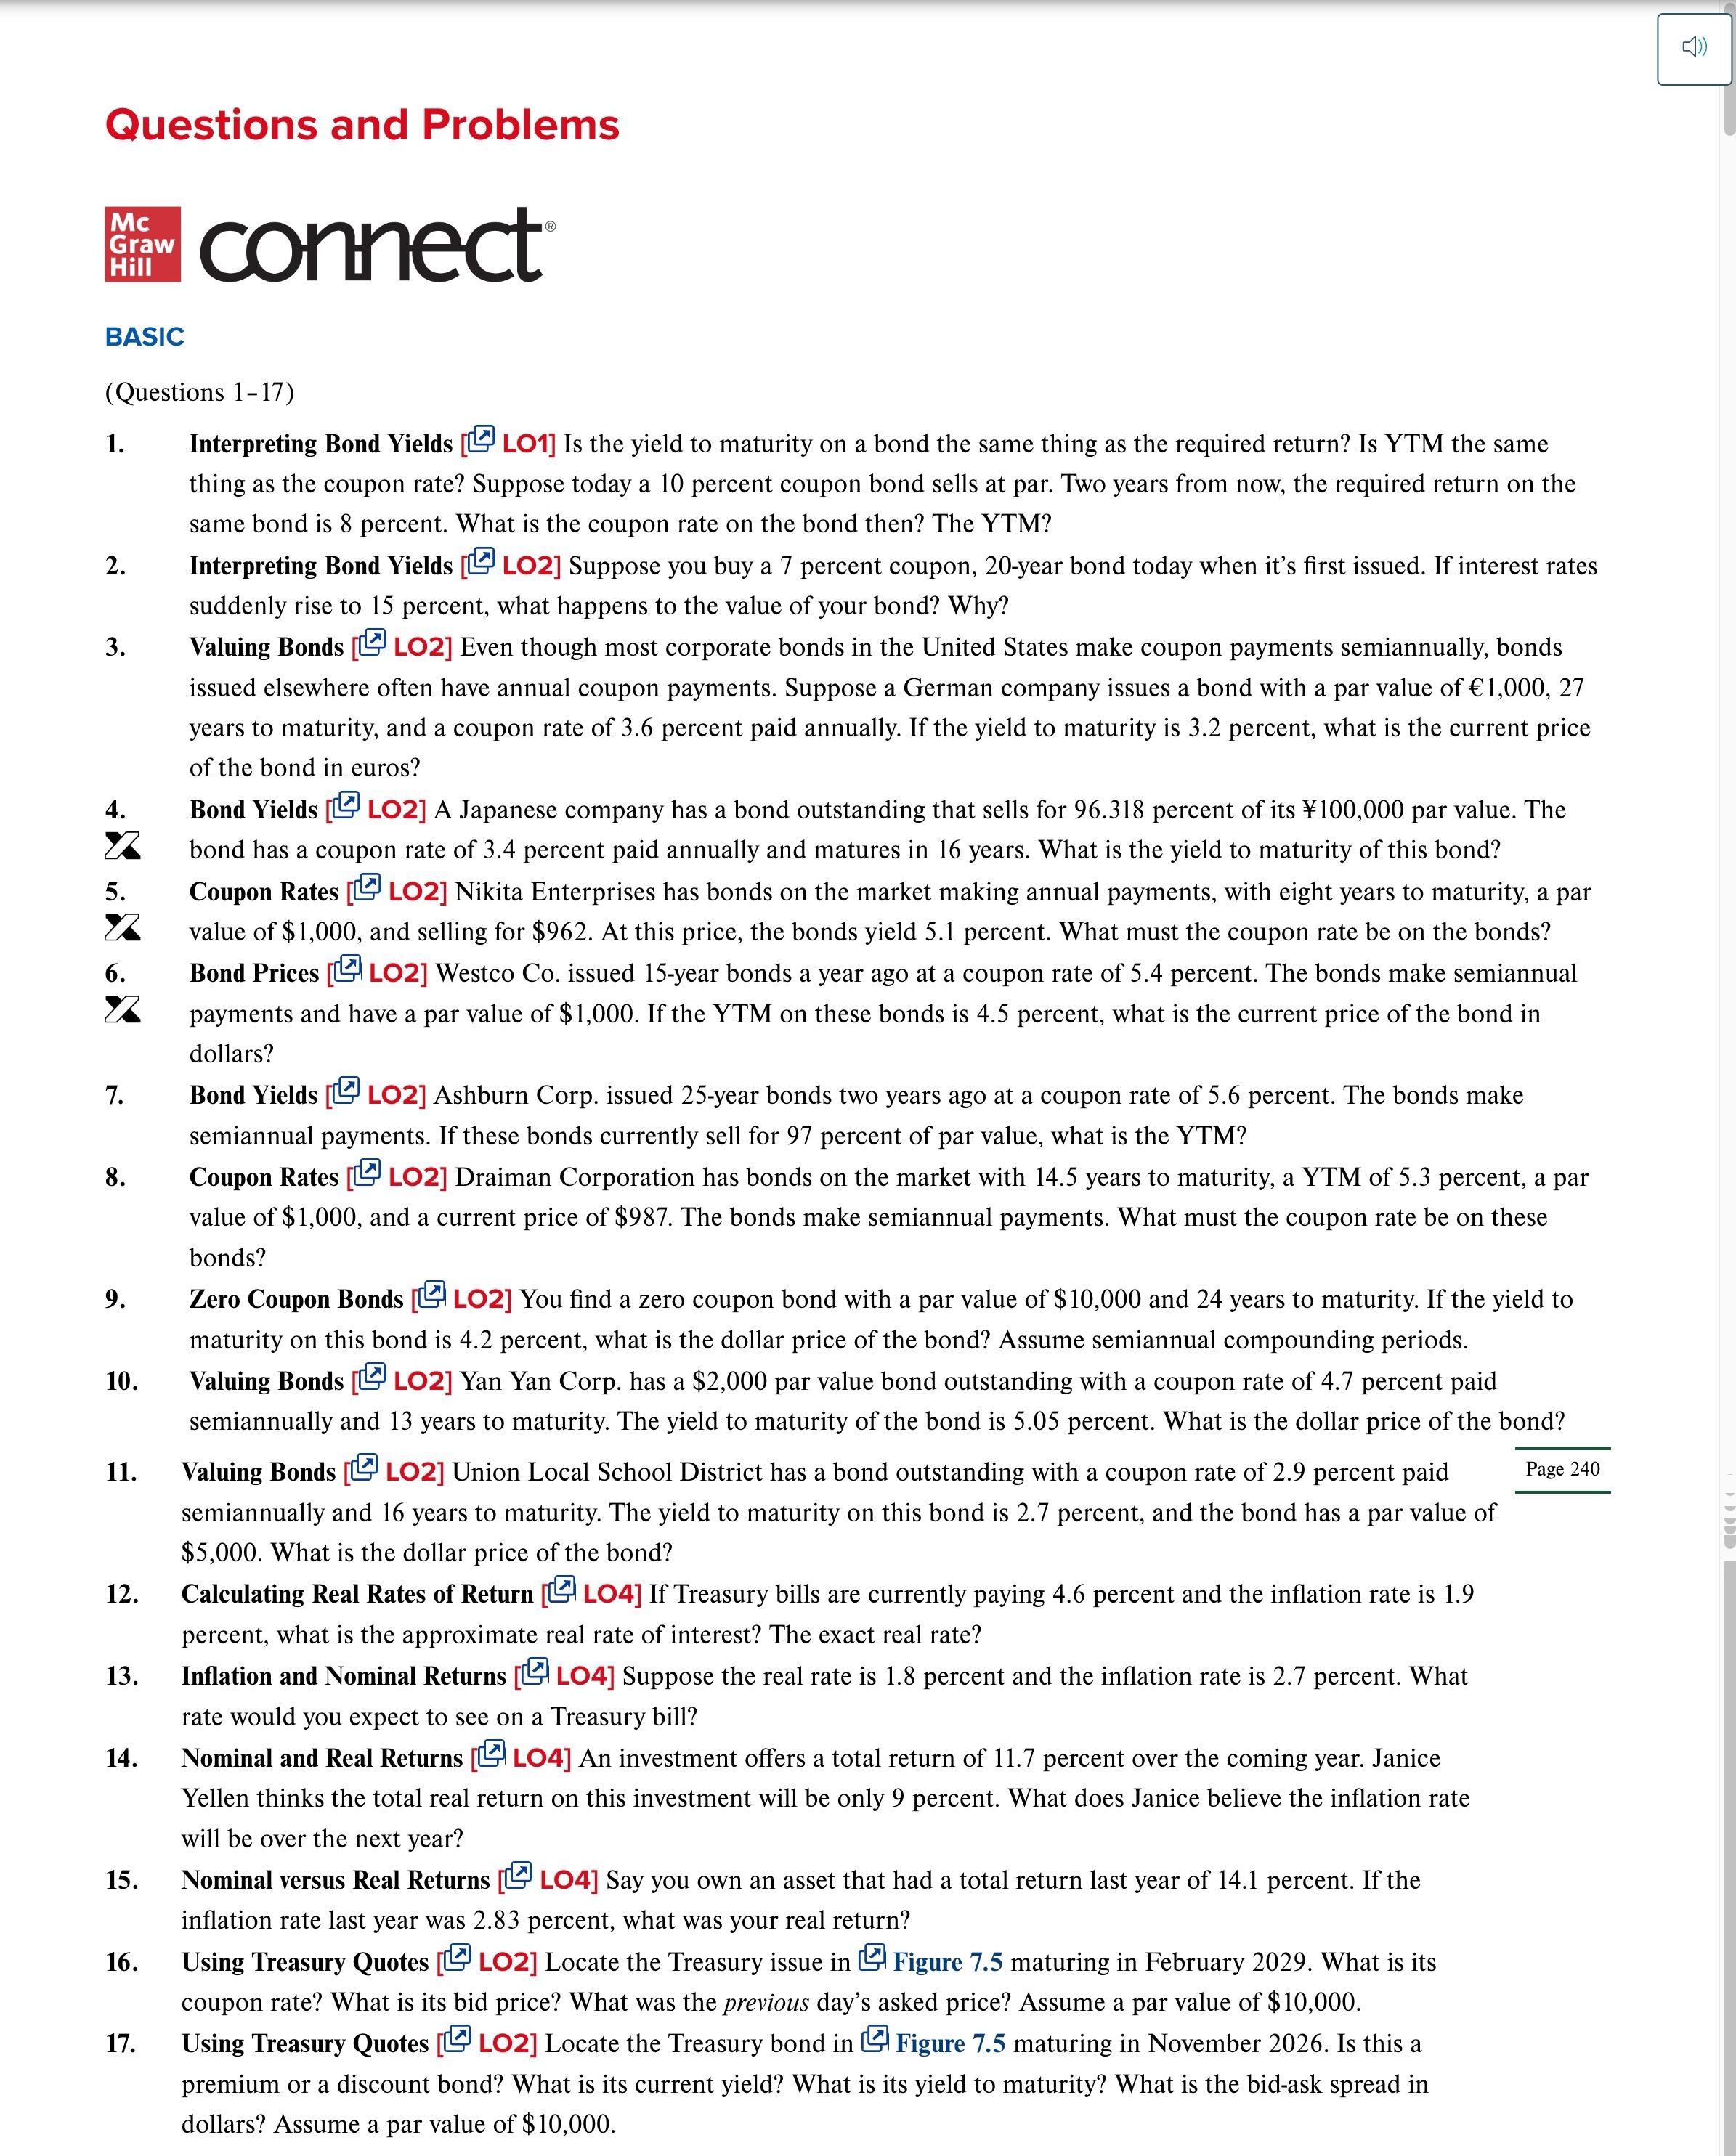 Questions and Problems
Mc
Graw
Hill
connect®
BASIC
(Questions 1–17)
1. Interpreting Bond Yields [LO1] Is the yield to maturity on a bond the same thing as the required return? Is YTM the same
thing as the coupon rate? Suppose today a 10 percent coupon bond sells at par. Two years from now, the required return on the
same bond is 8 percent. What is the coupon rate on the bond then? The YTM?
2. Interpreting Bond Yields [LO2] Suppose you buy a 7 percent coupon, 20-year bond today when it’s first issued. If interest rates
suddenly rise to 15 percent, what happens to the value of your bond? Why?
3. Valuing Bonds [LO2] Even though most corporate bonds in the United States make coupon payments semiannually, bonds
issued elsewhere often have annual coupon payments. Suppose a German company issues a bond with a par value of €1,000, 27
years to maturity, and a coupon rate of 3.6 percent paid annually. If the yield to maturity is 3.2 percent, what is the current price
of the bond in euros?
4. Bond Yields [LO2] A Japanese company has a bond outstanding that sells for 96.318 percent of its ¥100,000 par value. The
bond has a coupon rate of 3.4 percent paid annually and matures in 16 years. What is the yield to maturity of this bond?
5. Coupon Rates [LO2] Nikita Enterprises has bonds on the market making annual payments, with eight years to maturity, a par
value of $1,000, and selling for $962. At this price, the bonds yield 5.1 percent. What must the coupon rate be on the bonds?
6. Bond Prices [LO2] Westco Co. issued 15-year bonds a year ago at a coupon rate of 5.4 percent. The bonds make semiannual
payments and have a par value of $1,000. If the YTM on these bonds is 4.5 percent, what is the current price of the bond in
dollars?
7. Bond Yields [LO2] Ashburn Corp. issued 25-year bonds two years ago at a coupon rate of 5.6 percent. The bonds make
semiannual payments. If these bonds currently sell for 97 percent of par value, what is the YTM?
8. Coupon Rates [LO2] Draiman Corporation has bonds on the market with 14.5 years to maturity, a YTM of 5.3 percent, a par
value of $1,000, and a current price of $987. The bonds make semiannual payments. What must the coupon rate be on these
bonds?
9. Zero Coupon Bonds [LO2] You find a zero coupon bond with a par value of $10,000 and 24 years to maturity. If the yield to
maturity on this bond is 4.2 percent, what is the dollar price of the bond? Assume semiannual compounding periods.
10. Valuing Bonds [LO2] Yan Yan Corp. has a $2,000 par value bond outstanding with a coupon rate of 4.7 percent paid
semiannually and 13 years to maturity. The yield to maturity of the bond is 5.05 percent. What is the dollar price of the bond?
Page 240
11. Valuing Bonds [LO2] Union Local School District has a bond outstanding with a coupon rate of 2.9 percent paid
semiannually and 16 years to maturity. The yield to maturity on this bond is 2.7 percent, and the bond has a par value of
$5,000. What is the dollar price of the bond?
12. Calculating Real Rates of Return [LO4] If Treasury bills are currently paying 4.6 percent and the inflation rate is 1.9
percent, what is the approximate real rate of interest? The exact real rate?
13. Inflation and Nominal Returns [LO4] Suppose the real rate is 1.8 percent and the inflation rate is 2.7 percent. What
rate would you expect to see on a Treasury bill?
14. Nominal and Real Returns [LO4] An investment offers a total return of 11.7 percent over the coming year. Janice
Yellen thinks the total real return on this investment will be only 9 percent. What does Janice believe the inflation rate
will be over the next year?
15. Nominal versus Real Returns [LO4] Say you own an asset that had a total return last year of 14.1 percent. If the
inflation rate last year was 2.83 percent, what was your real return?
16. Using Treasury Quotes [LO2] Locate the Treasury issue in Figure 7.5 maturing in February 2029. What is its
coupon rate? What is its bid price? What was the previous day’s asked price? Assume a par value of $10,000.
17. Using Treasury Quotes [LO2] Locate the Treasury bond in Figure 7.5 maturing in November 2026. Is this a
premium or a discount bond? What is its current yield? What is its yield to maturity? What is the bid-ask spread in
dollars? Assume a par value of $10,000.